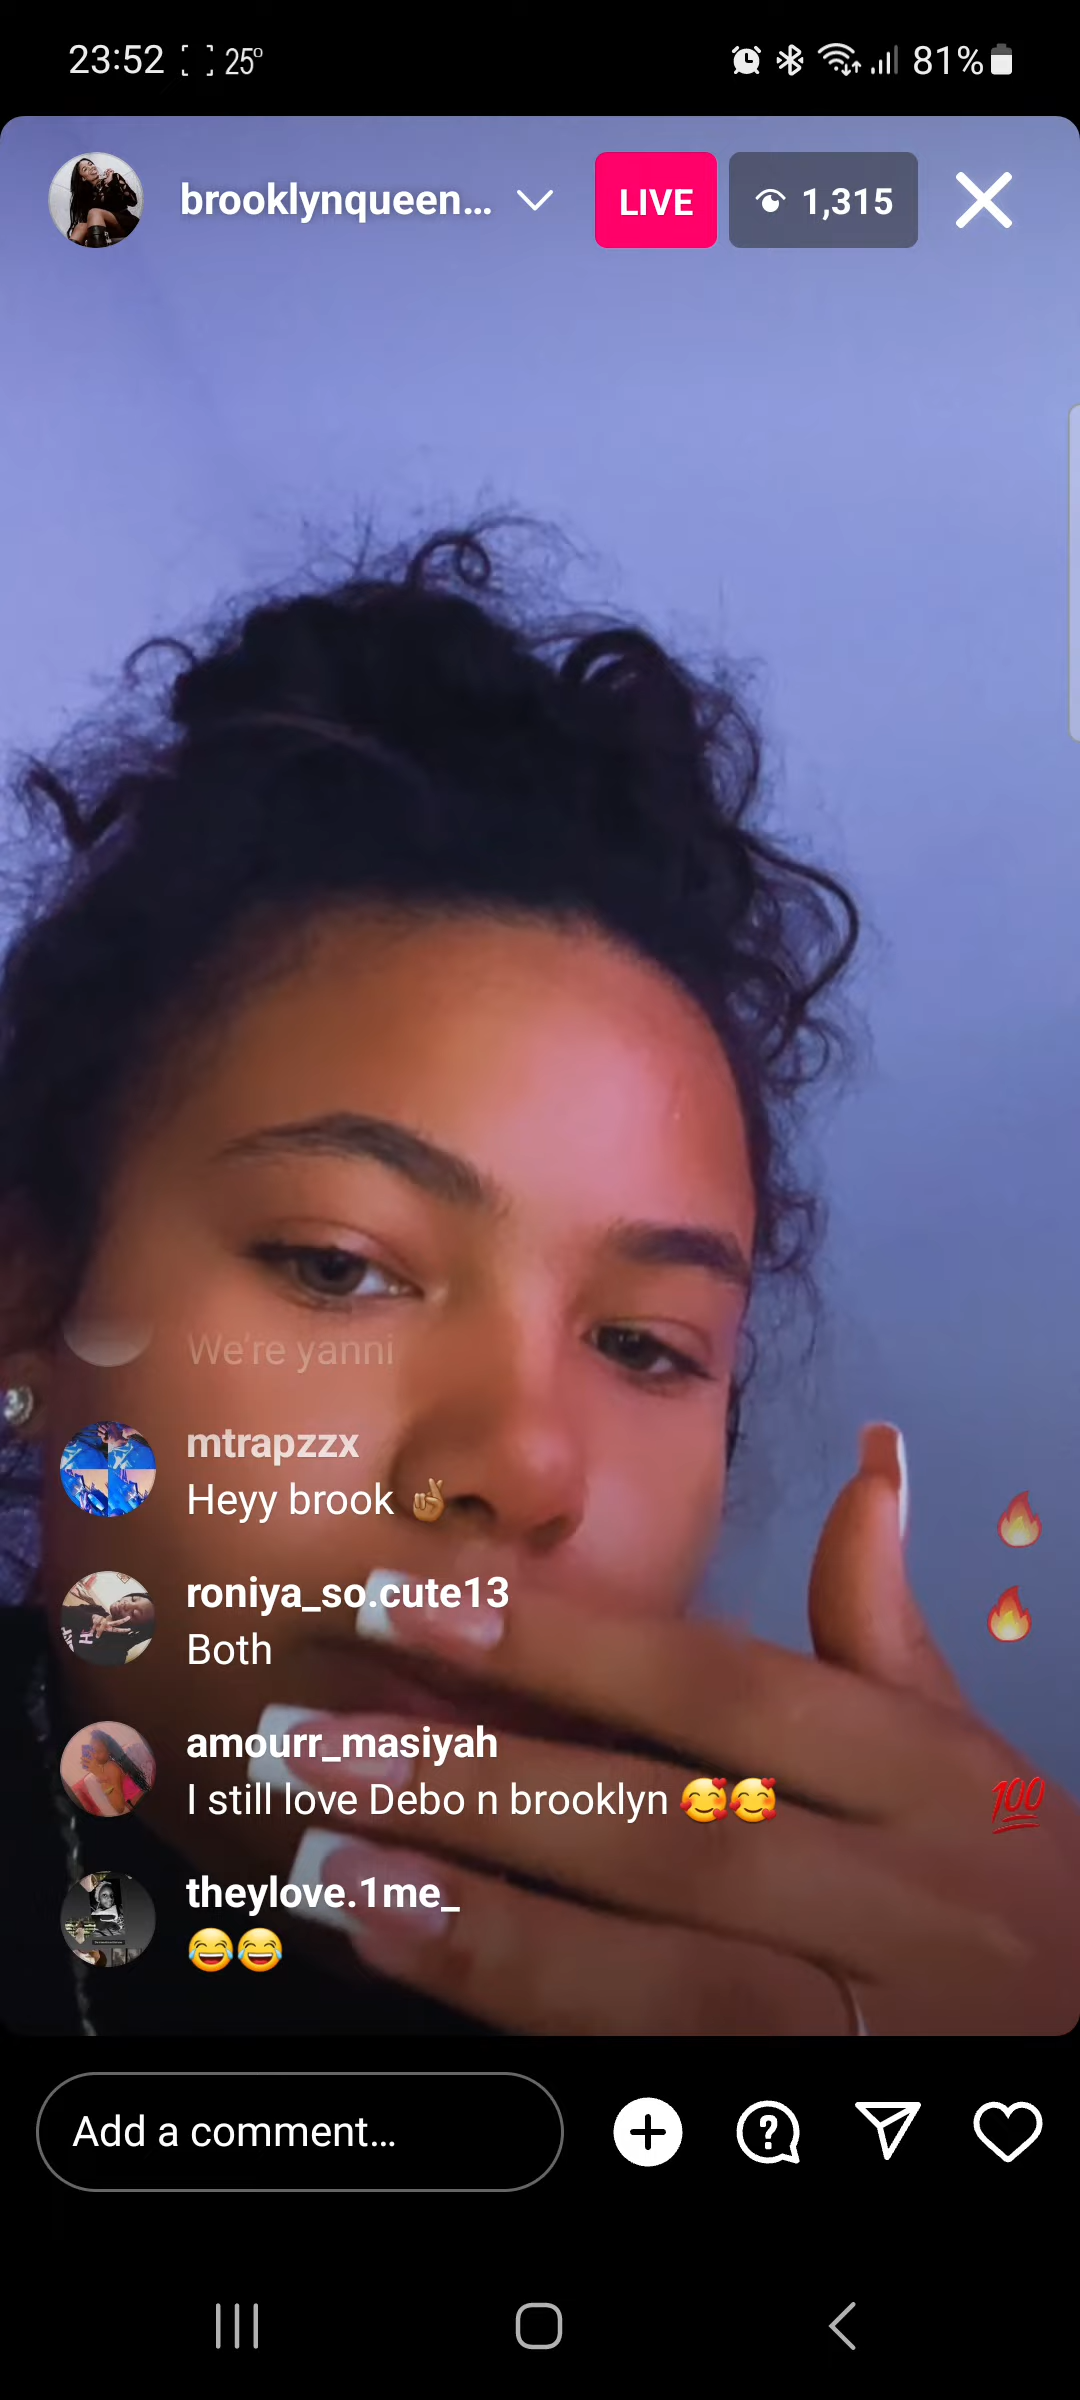 23:52 25°
81%
brooklynqueen...
LIVE
1,315
We're yanni
mtrapzzx
Heyy brook 🤞🏽
roniya_so.cute13
Both
amourr_masiyah
I still love Debo n brooklyn 🥰🥰
theylove.1me_
😂😂
💯
Add a comment...